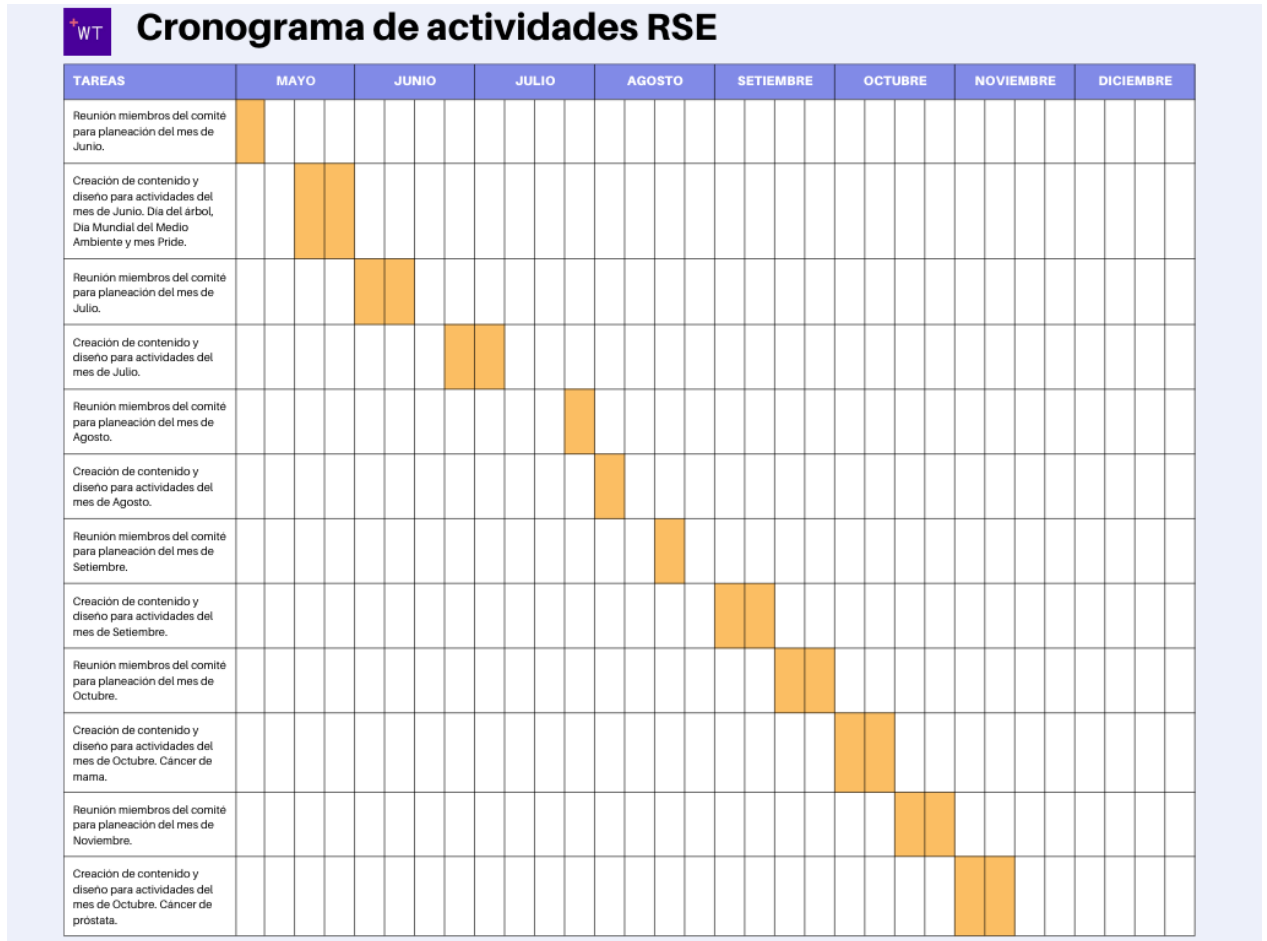 +WT
Cronograma de actividades RSE
TAREAS MAYO JUNIO JULIO AGOSTO SETIEMBRE OCTUBRE NOVIEMBRE DICIEMBRE
Reunión miembros del comité
para planeación del mes de
Junio.
Creación de contenido y
diseño para actividades del
mes de Junio. Día del árbol,
Día Mundial del Medio
Ambiente y mes Pride.
Reunión miembros del comité
para planeación del mes de
Julio.
Creación de contenido y
diseño para actividades del
mes de Julio.
Reunión miembros del comité
para planeación del mes de
Agosto.
Creación de contenido y
diseño para actividades del
mes de Agosto.
Reunión miembros del comité
para planeación del mes de
Setiembre.
Creación de contenido y
diseño para actividades del
mes de Setiembre.
Reunión miembros del comité
para planeación del mes de
Octubre.
Creación de contenido y
diseño para actividades del
mes de Octubre. Cáncer de
mama.
Reunión miembros del comité
para planeación del mes de
Noviembre.
Creación de contenido y
diseño para actividades del
mes de Octubre. Cáncer de
próstata.